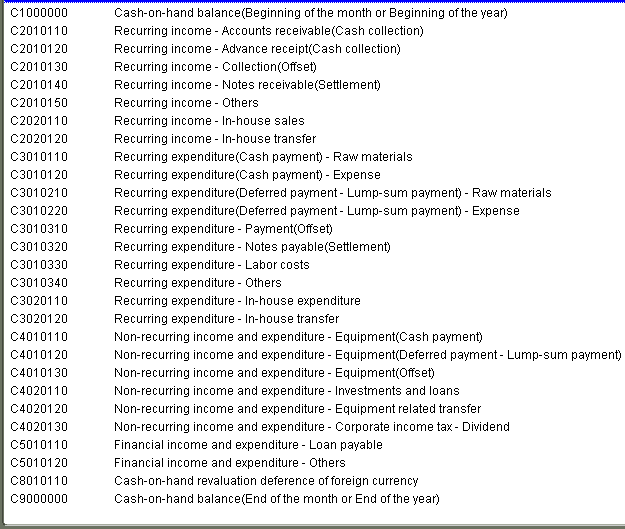 C1000000 Cash-on-hand balance(Beginning of the month or Beginning of the year)
C2010110 Recurring income - Accounts receivable(Cash collection)
C2010120 Recurring income - Advance receipt(Cash collection)
C2010130 Recurring income - Collection(Offset)
C2010140 Recurring income - Notes receivable(Settlement)
C2010150 Recurring income - Others
C2020110 Recurring income - In-house sales
C2020120 Recurring income - In-house transfer
C3010110 Recurring expenditure(Cash payment) - Raw materials
C3010120 Recurring expenditure(Cash payment) - Expense
C3010210 Recurring expenditure(Deferred payment - Lump-sum payment) - Raw materials
C3010220 Recurring expenditure(Deferred payment - Lump-sum payment) - Expense
C3010310 Recurring expenditure - Payment(Offset)
C3010320 Recurring expenditure - Notes payable(Settlement)
C3010330 Recurring expenditure - Labor costs
C3010340 Recurring expenditure - Others
C3020110 Recurring expenditure - In-house expenditure
C3020120 Recurring expenditure - In-house transfer
C4010110 Non-recurring income and expenditure - Equipment(Cash payment)
C4010120 Non-recurring income and expenditure - Equipment(Deferred payment - Lump-sum payment)
C4010130 Non-recurring income and expenditure - Equipment(Offset)
C4020110 Non-recurring income and expenditure - Investments and loans
C4020120 Non-recurring income and expenditure - Equipment related transfer
C4020130 Non-recurring income and expenditure - Corporate income tax - Dividend
C5010110 Financial income and expenditure - Loan payable
C5010120 Financial income and expenditure - Others
C8010110 Cash-on-hand revaluation deference of foreign currency
C9000000 Cash-on-hand balance(End of the month or End of the year)